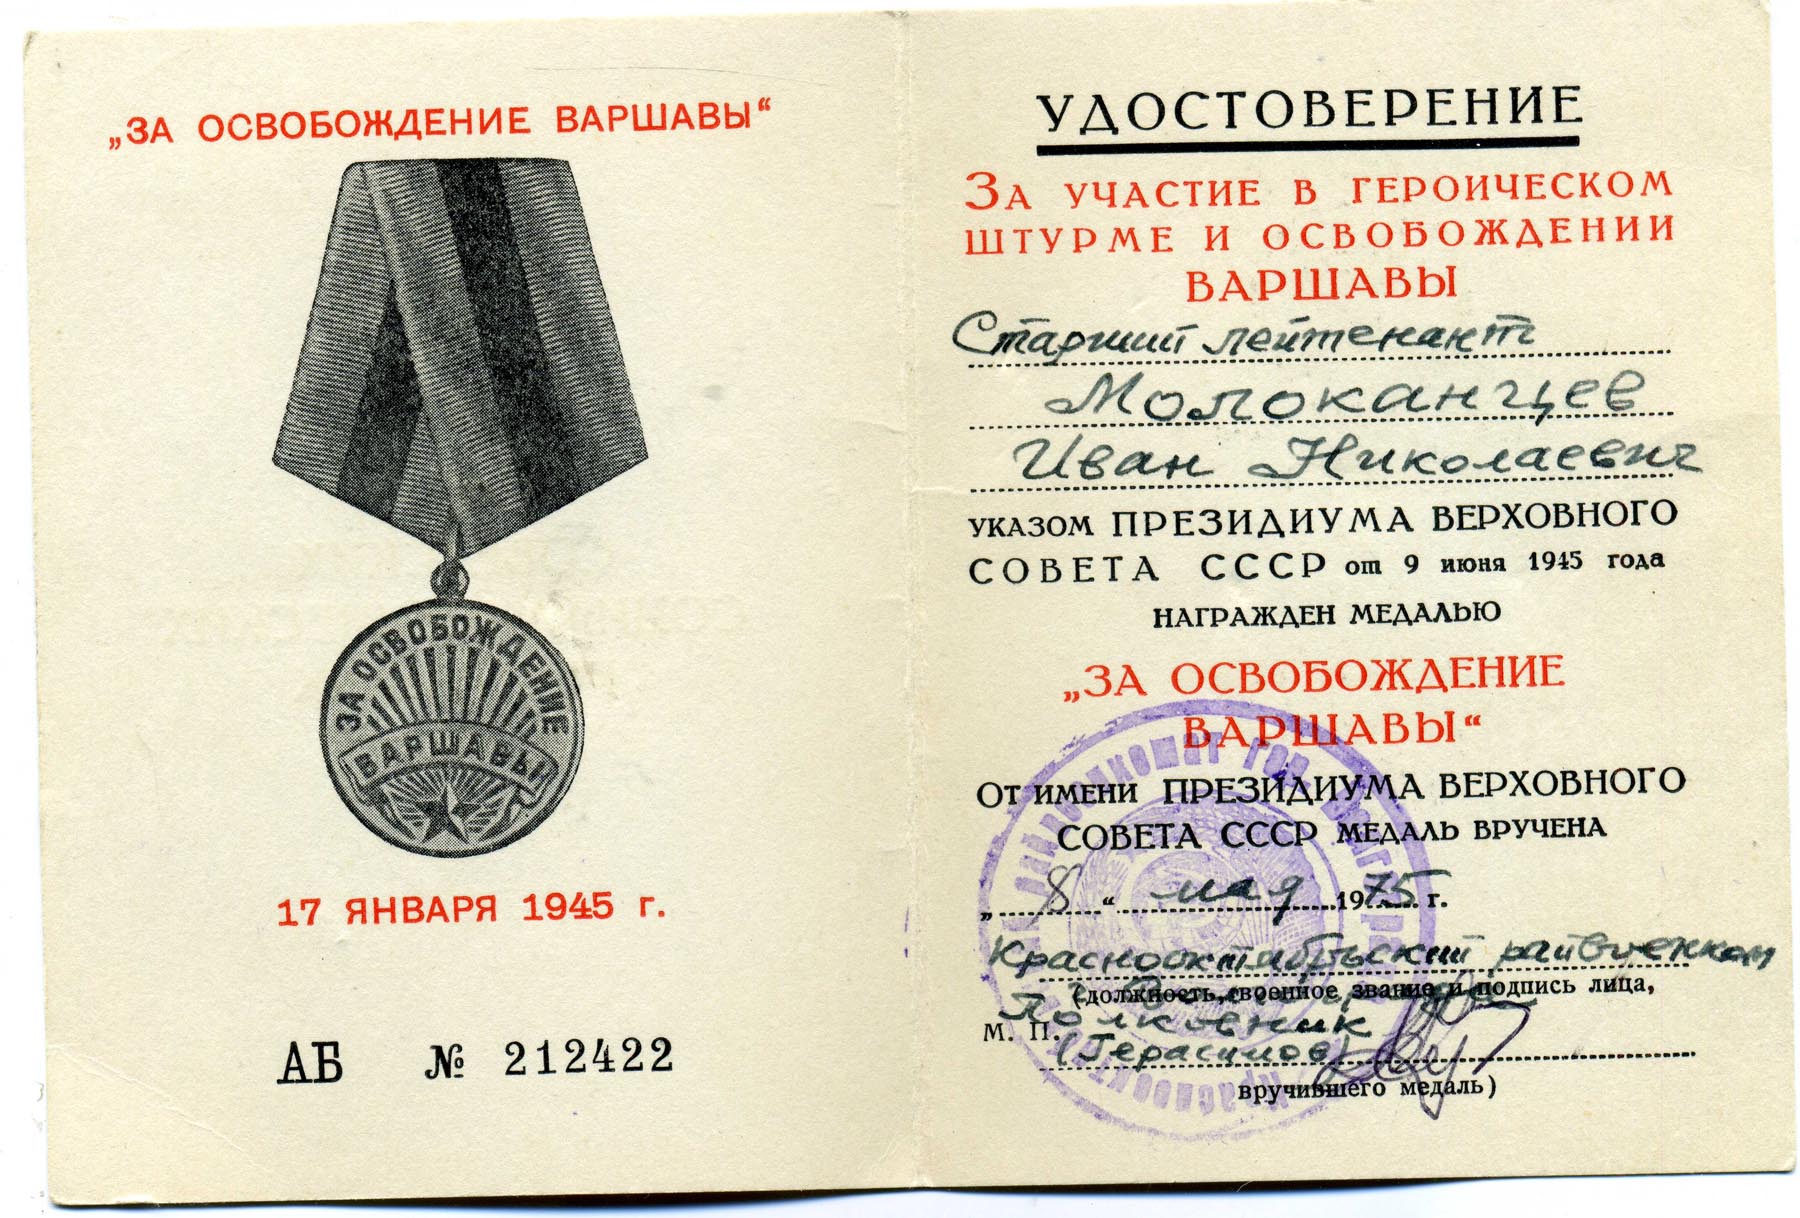 „ЗА ОСВОБОЖДЕНИЕ ВАРШАВЫ“
ЗА ОСВОБОЖДЕНИЕ
ВАРШАВЫ
17 ЯНВАРЯ 1945 г.
АБ № 212422
УДОСТОВЕРЕНИЕ
ЗА УЧАСТИЕ В ГЕРОИЧЕСКОМ
ШТУРМЕ И ОСВОБОЖДЕНИИ
ВАРШАВЫ
Старший лейтенант
Молоканцев
Иван Николаевич
УКАЗОМ ПРЕЗИДИУМА ВЕРХОВНОГО
СОВЕТА СССР от 9 июня 1945 года
НАГРАЖДЕН МЕДАЛЬЮ
„ЗА ОСВОБОЖДЕНИЕ
ВАРШАВЫ“
ОТ ИМЕНИ ПРЕЗИДИУМА ВЕРХОВНОГО
СОВЕТА СССР МЕДАЛЬ ВРУЧЕНА
„8“ мая 1975 г.
Краснооктябрьский райвоенком
(должность, военное звание и подпись лица,
Полковник
М. П.
(Герасимов)
вручившего медаль)